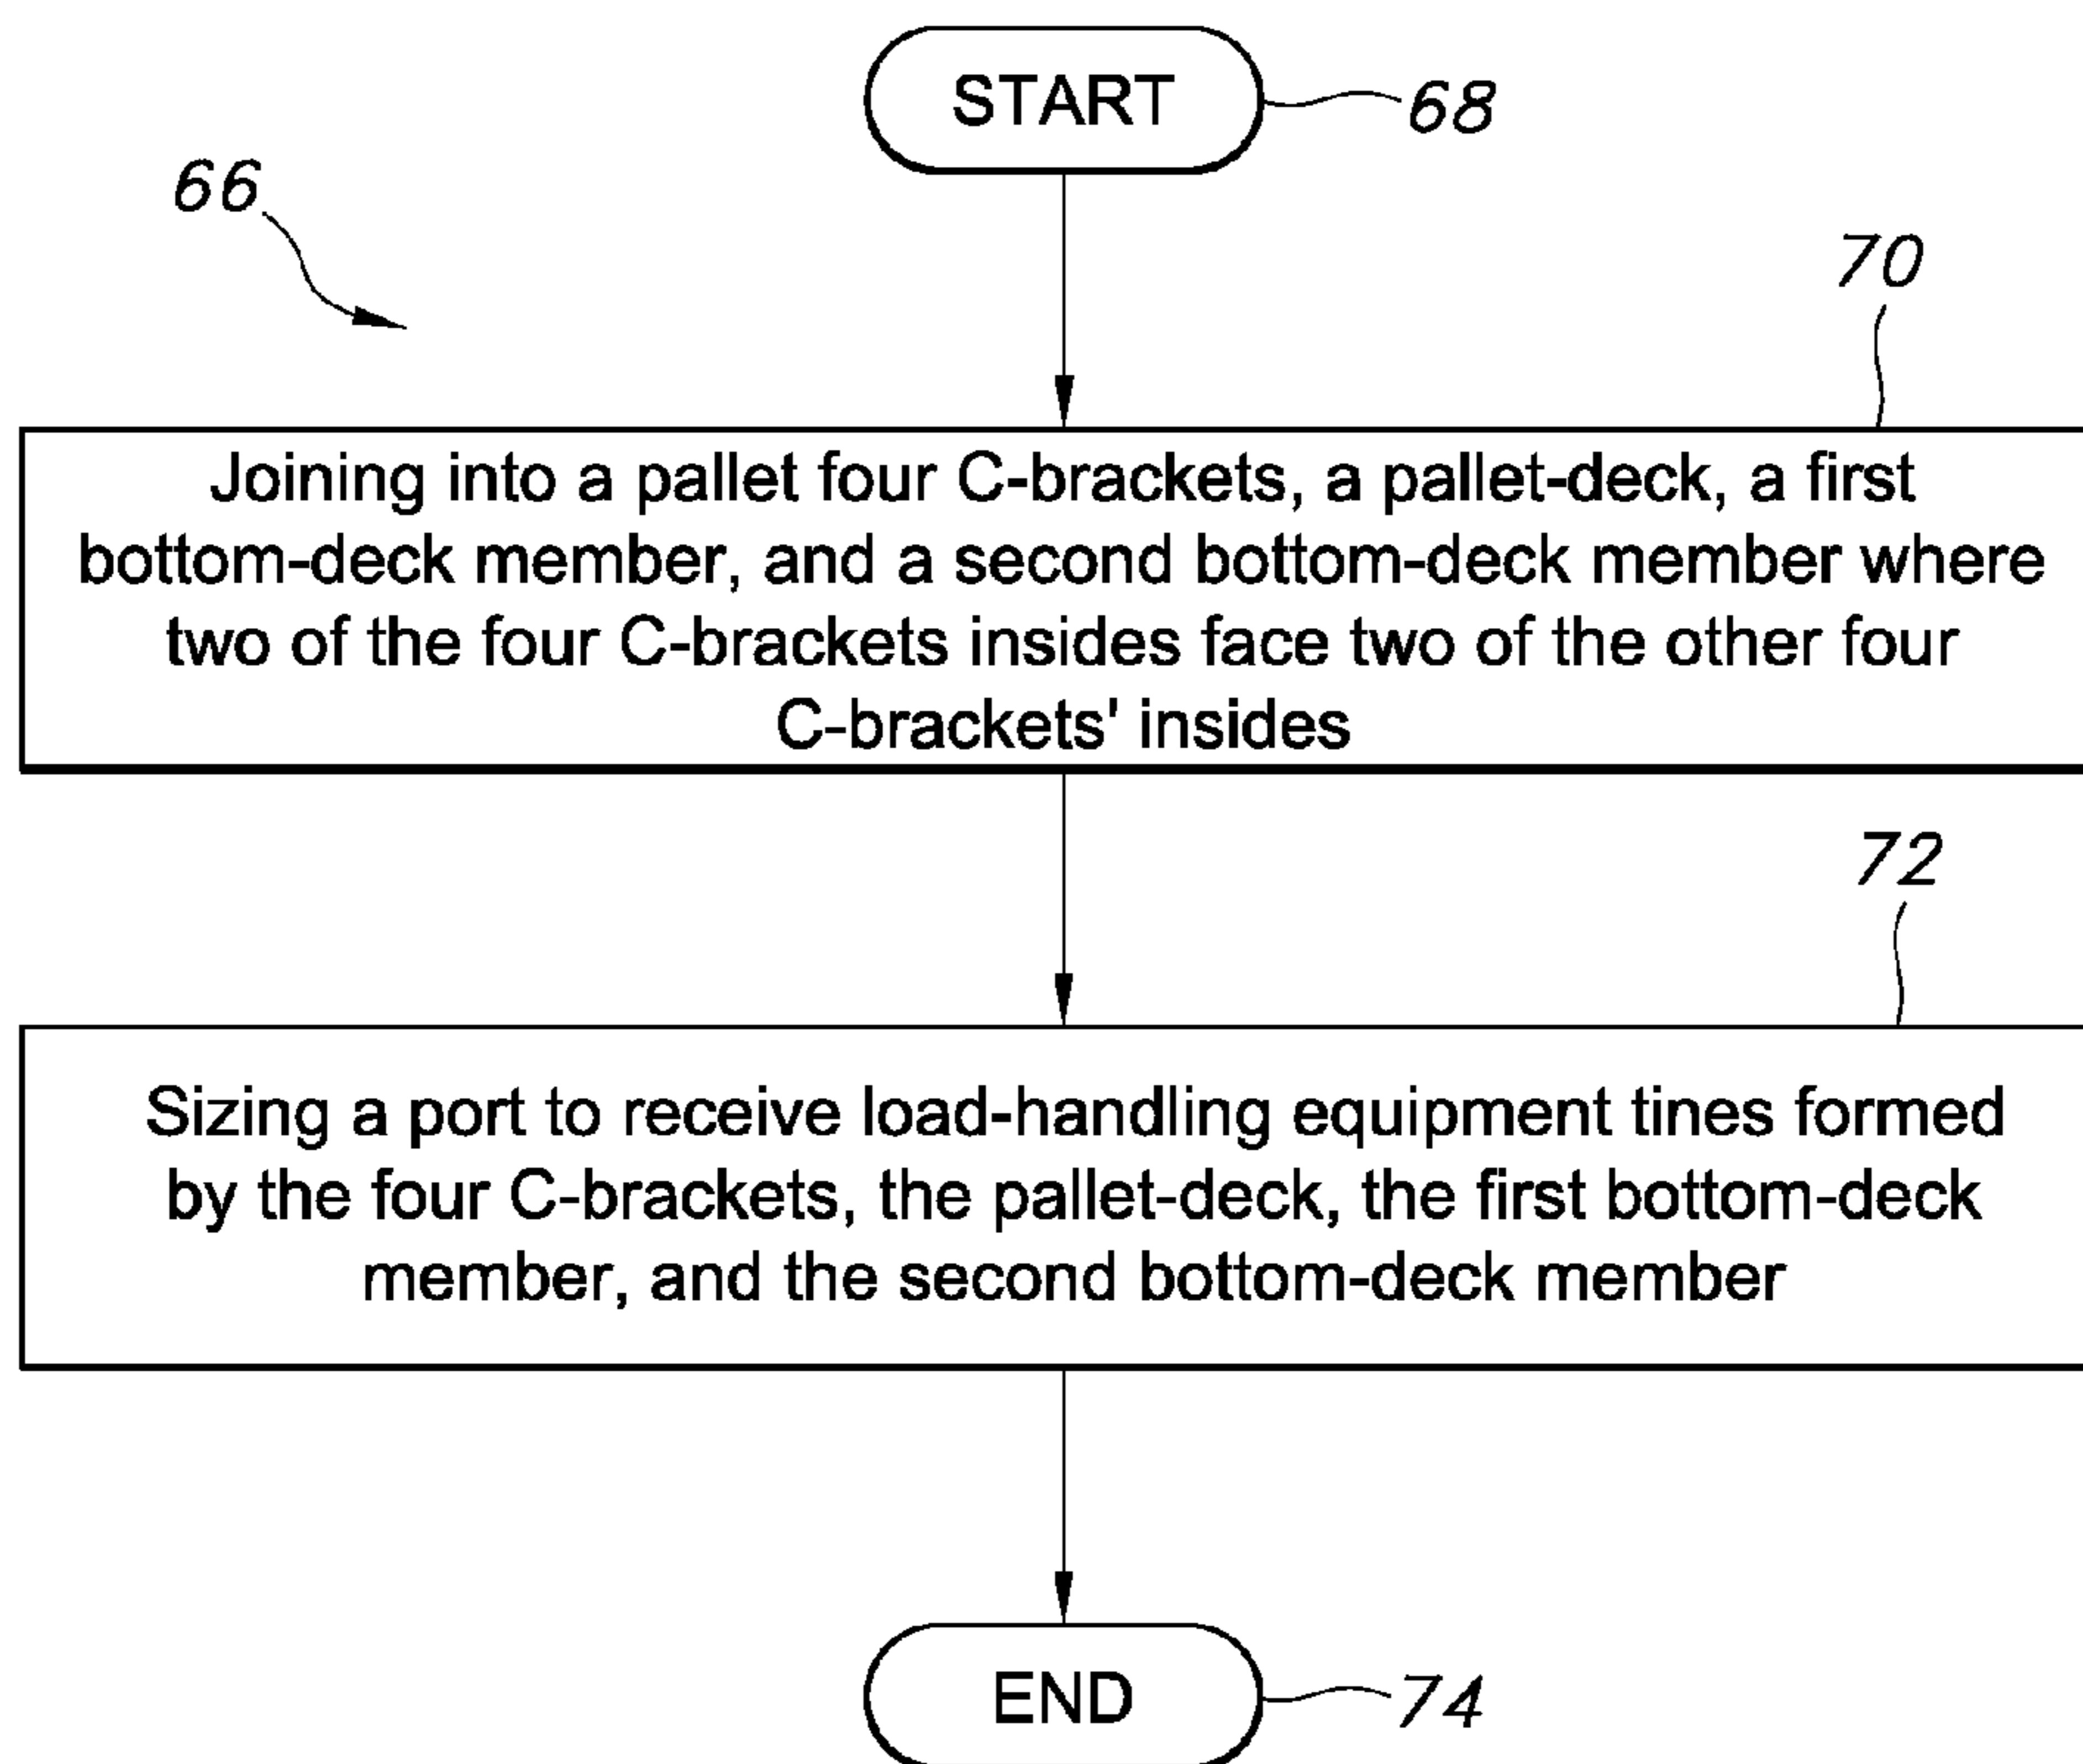 START
68
66
70
Joining into a pallet four C-brackets, a pallet-deck, a first
bottom-deck member, and a second bottom-deck member where
two of the four C-brackets insides face two of the other four
C-brackets' insides
72
Sizing a port to receive load-handling equipment tines formed
by the four C-brackets, the pallet-deck, the first bottom-deck
member, and the second bottom-deck member
END
74